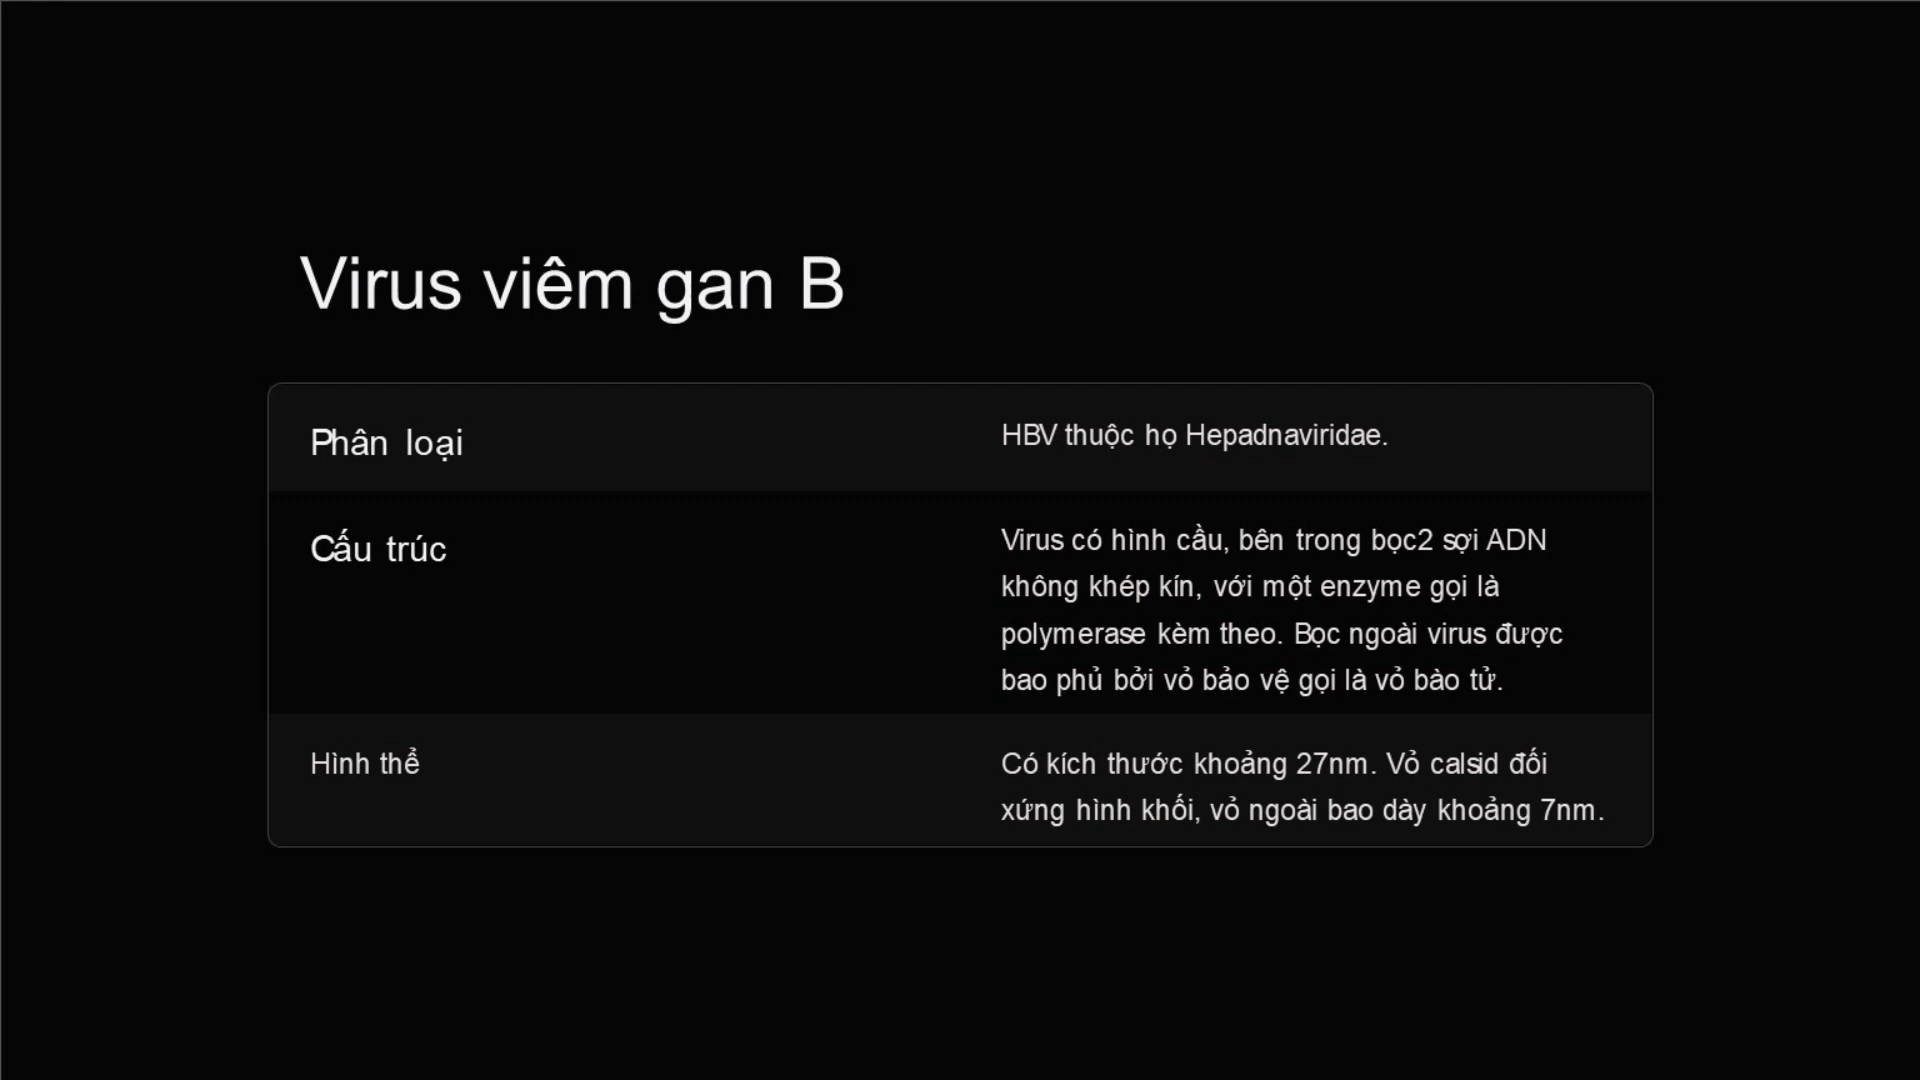 Virus viêm gan B
Phân loại
HBV thuộc họ Hepadnaviridae.
Cấu trúc
Virus có hình cầu, bên trong bọc2 sợi ADN
không khép kín, với một enzyme gọi là
polymerase kèm theo. Bọc ngoài virus được
bao phủ bởi vỏ bảo vệ gọi là vỏ bào tử.
Hình thể
Có kích thước khoảng 27nm. Vỏ calsid đối
xứng hình khối, vỏ ngoài bao dày khoảng 7nm.